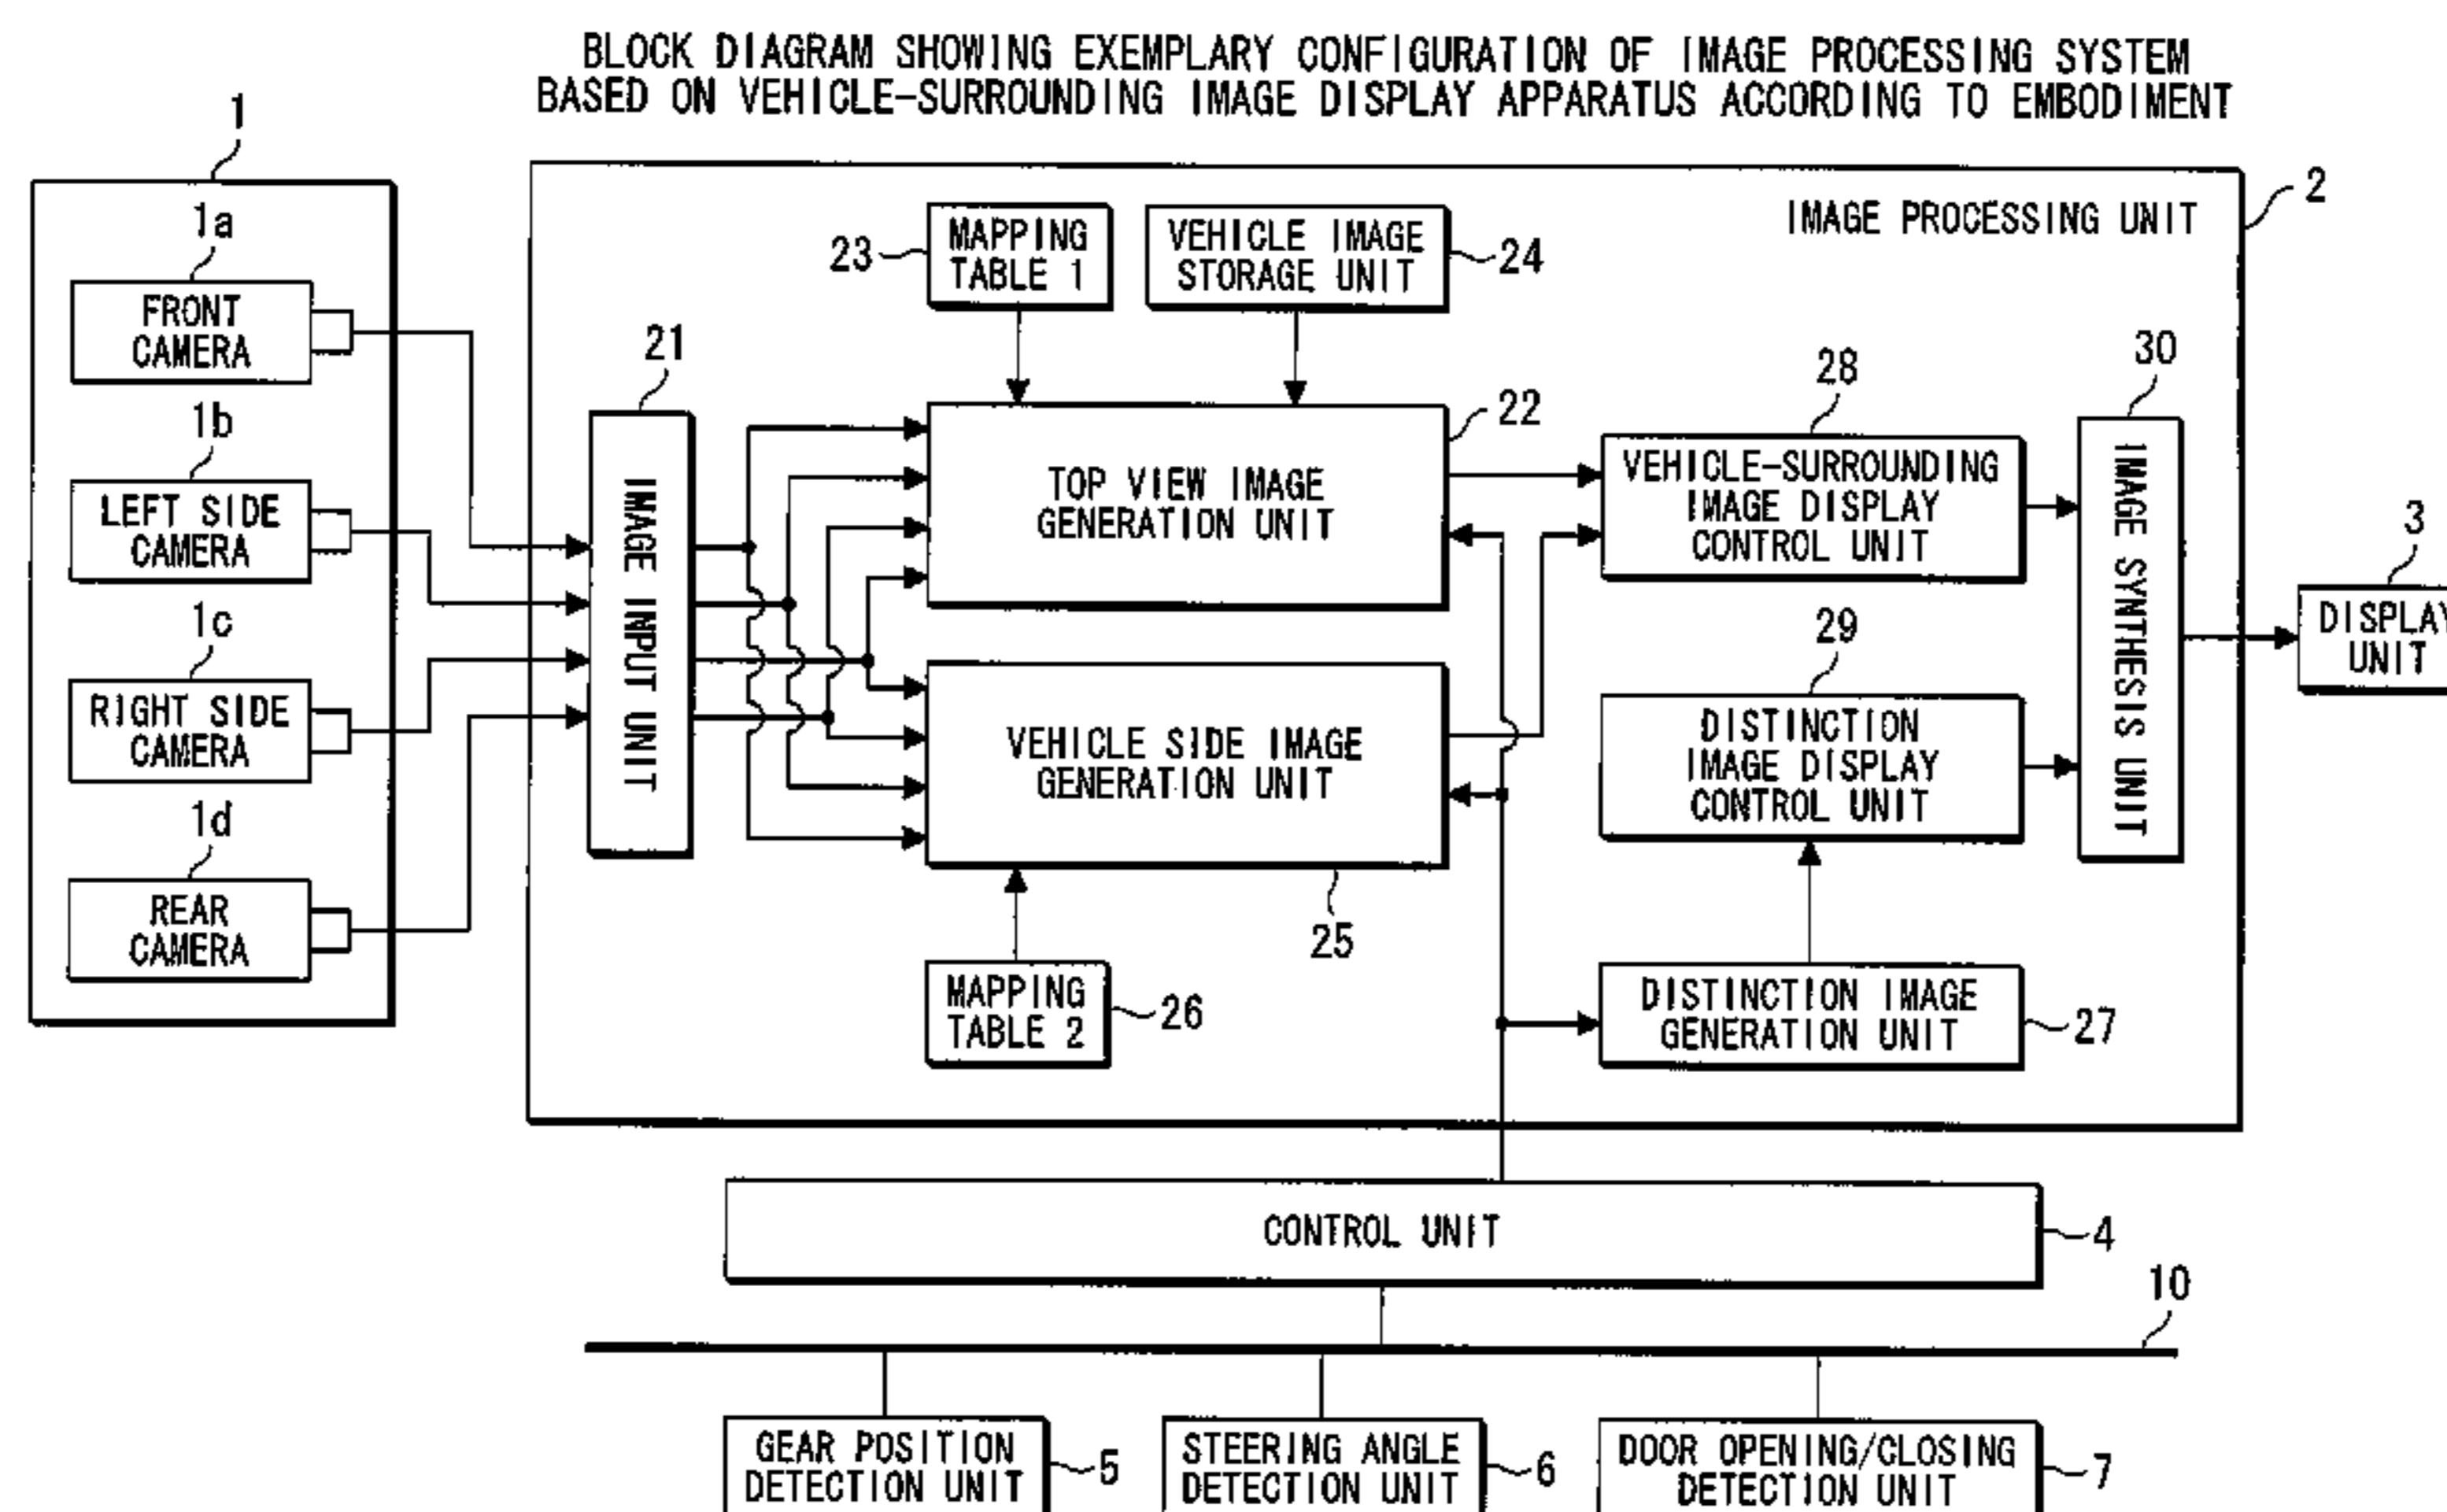 BLOCK DIAGRAM SHOWING EXEMPLARY CONFIGURATION OF IMAGE PROCESSING SYSTEM
BASED ON VEHICLE-SURROUNDING IMAGE DISPLAY APPARATUS ACCORDING TO EMBODIMENT
1
1a
FRONT
CAMERA
1b
LEFT SIDE
CAMERA
1c
RIGHT SIDE
CAMERA
1d
REAR
CAMERA
2
IMAGE PROCESSING UNIT
21
IMAGE INPUT UNIT
23
MAPPING
TABLE 1
VEHICLE IMAGE
STORAGE UNIT
24
22
TOP VIEW IMAGE
GENERATION UNIT
VEHICLE SIDE IMAGE
GENERATION UNIT
25
MAPPING
TABLE 2
26
28
VEHICLE-SURROUNDING
IMAGE DISPLAY
CONTROL UNIT
29
DISTINCTION
IMAGE DISPLAY
CONTROL UNIT
DISTINCTION IMAGE
GENERATION UNIT
27
30
IMAGE SYNTHESIS UNIT
3
DISPLAY
UNIT
CONTROL UNIT
4
10
GEAR POSITION
DETECTION UNIT
5
STEERING ANGLE
DETECTION UNIT
6
DOOR OPENING/CLOSING
DETECTION UNIT
7